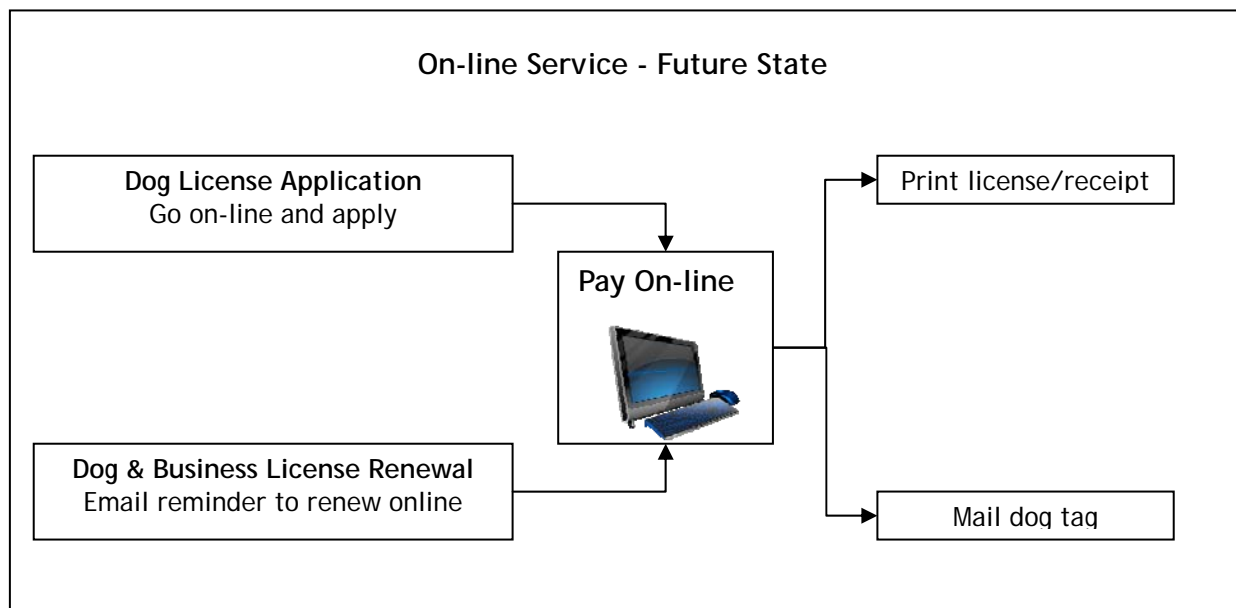 On-line Service - Future State
Dog License Application
Go on-line and apply
Print license/receipt
Pay On-line
Dog & Business License Renewal
Email reminder to renew online
Mail dog tag